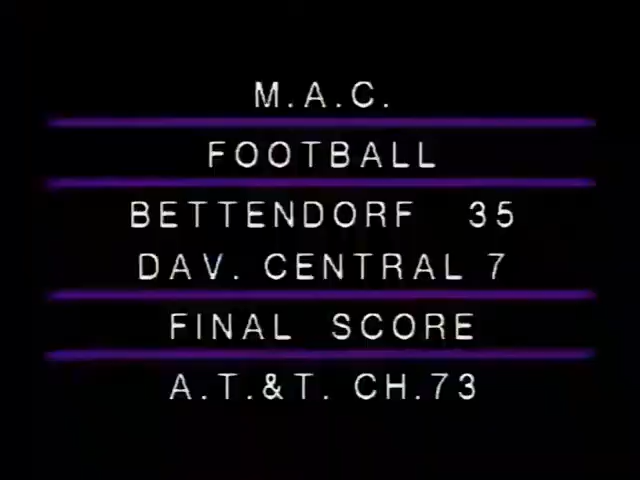 M.A.C.
FOOTBALL
BETTENDORF 35
DAV. CENTRAL 7
FINAL SCORE
A.T.&T. CH.73